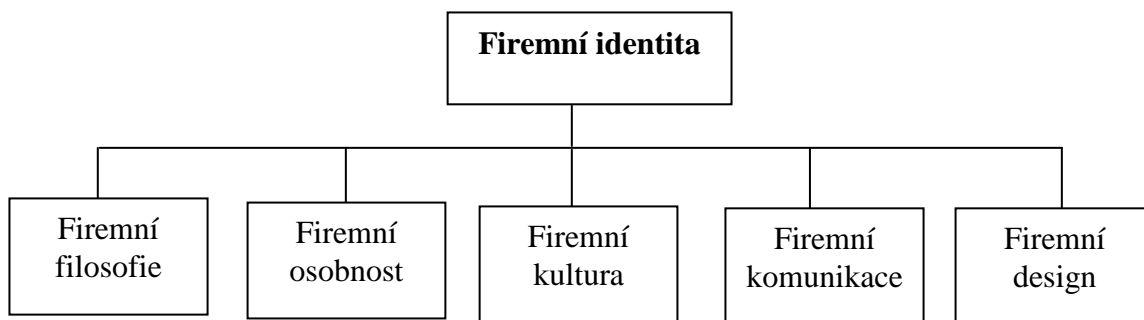 Firemní identita
Firemní
filosofie
Firemní
osobnost
Firemní
kultura
Firemní
komunikace
Firemní
design